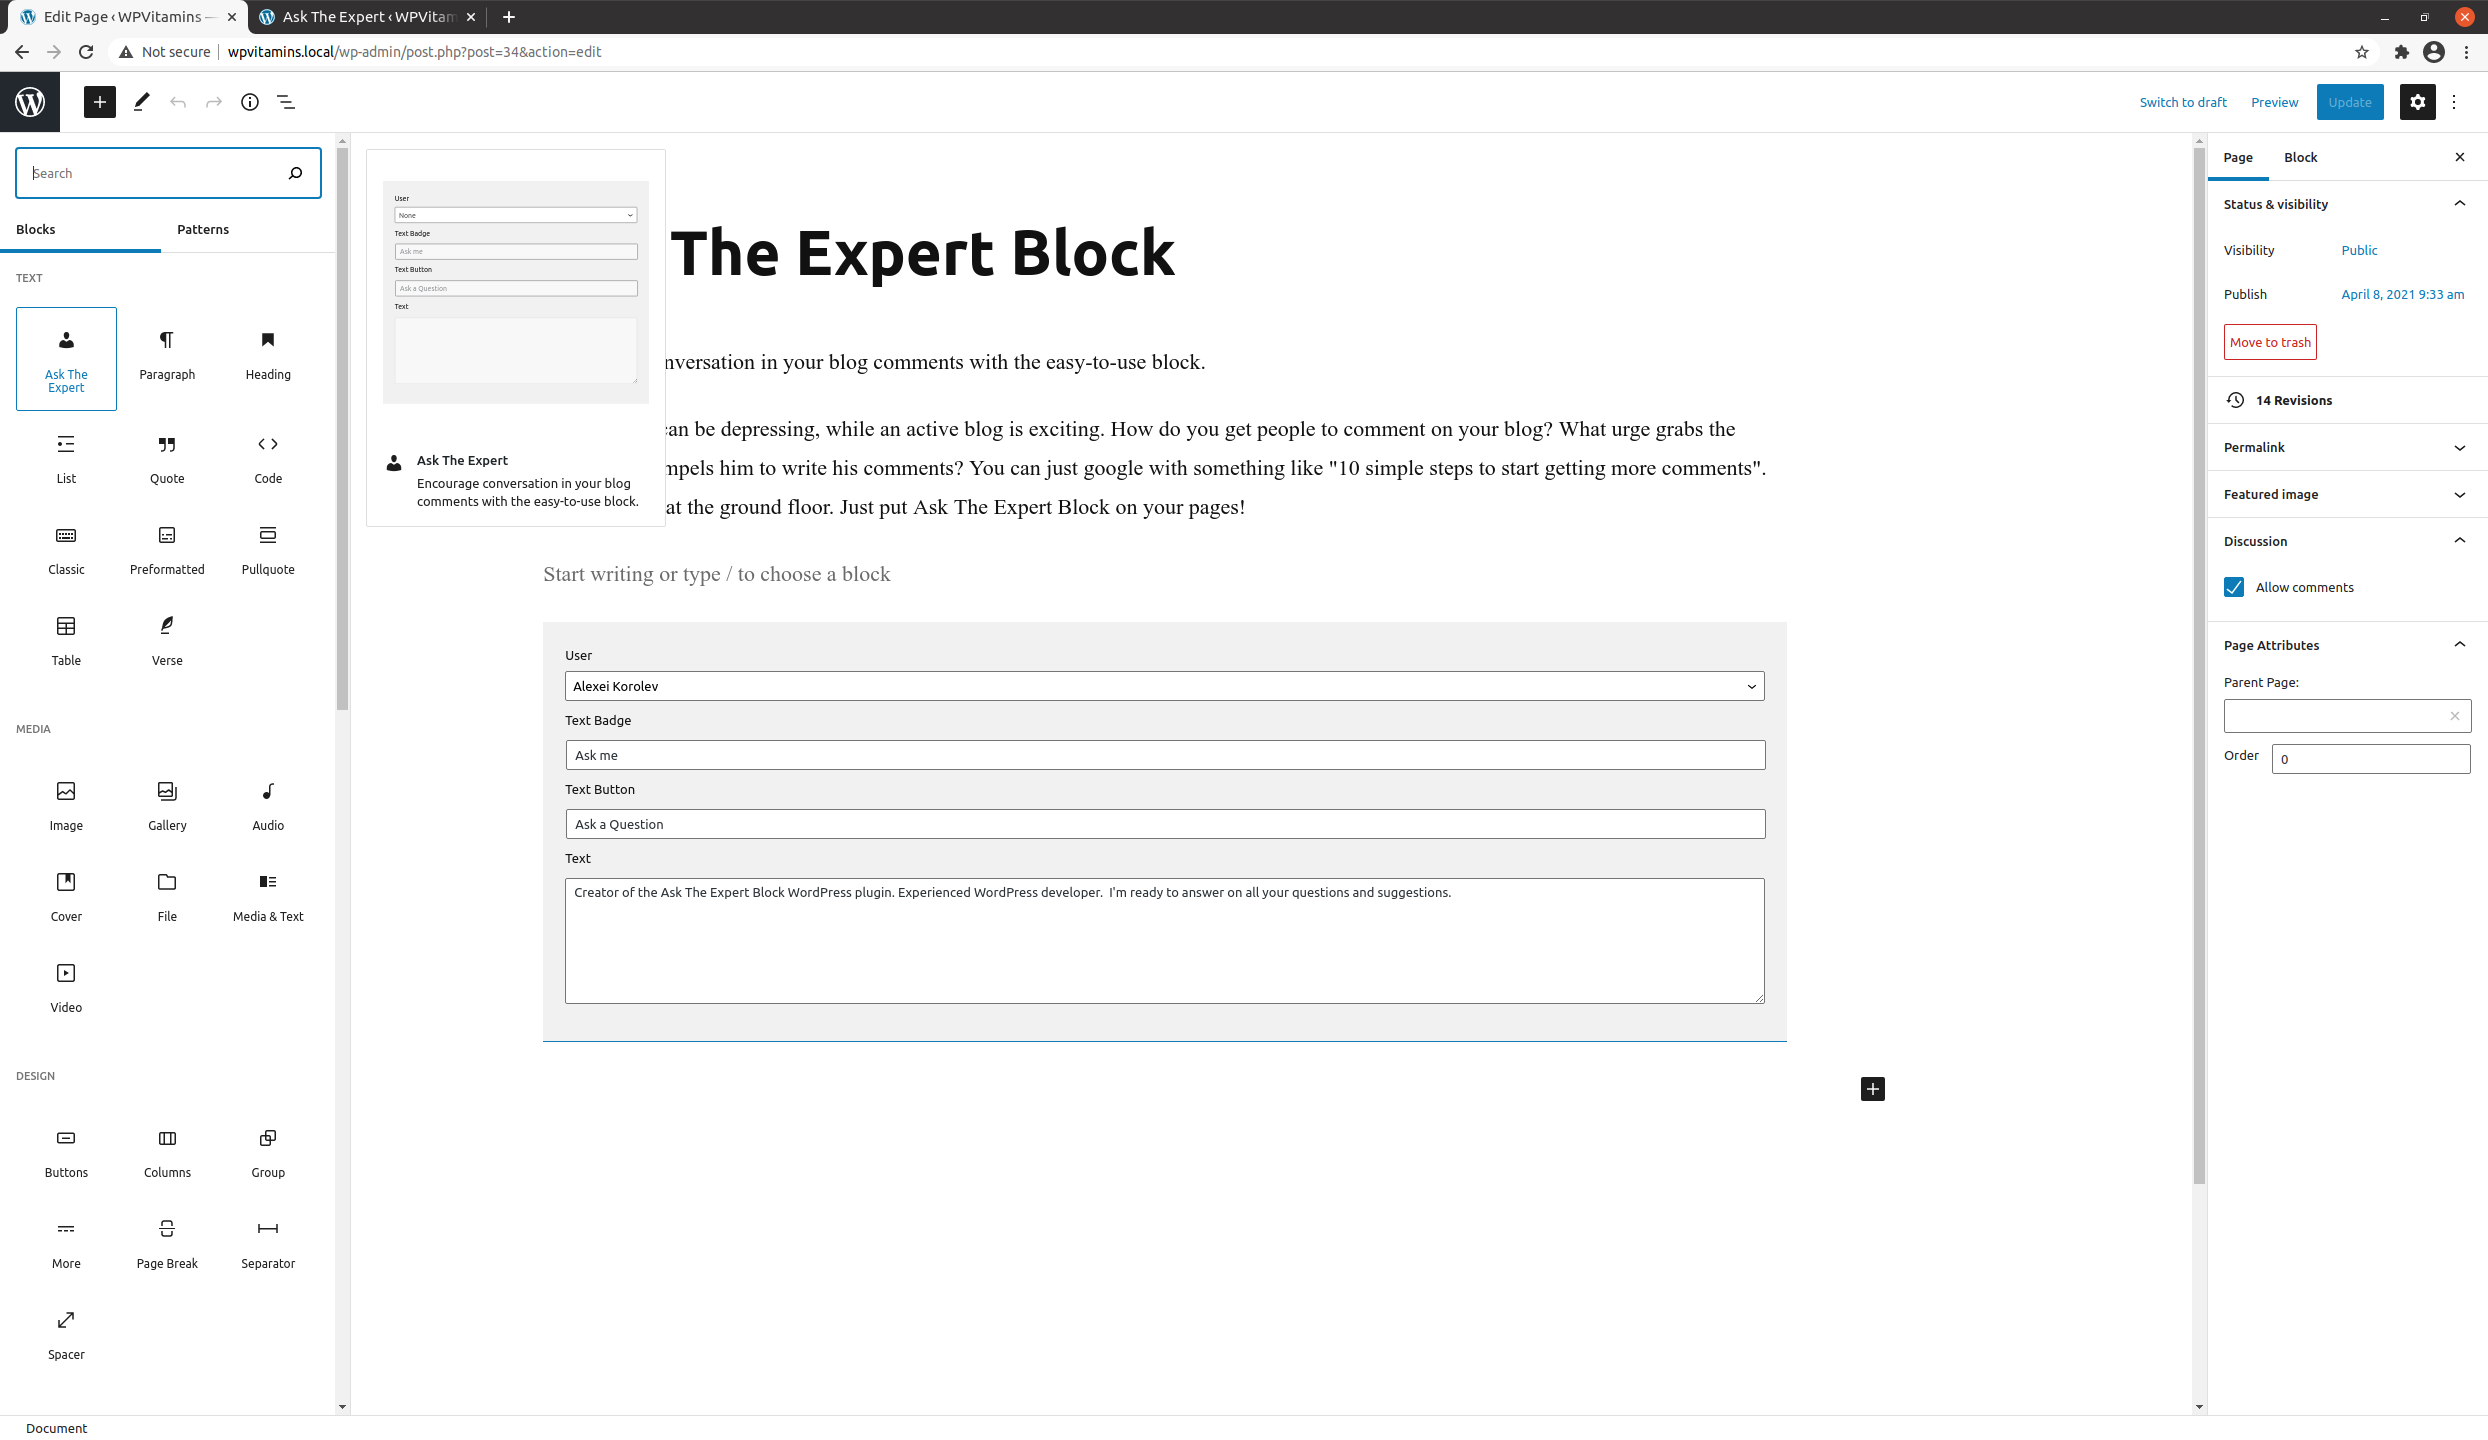 Edit Page ‹ WPVitamins —
Ask The Expert ‹ WPVitam
Not secure
wpvitamins.local/wp-admin/post.php?post=34&action=edit
Switch to draft
Preview
Update
Search
Blocks
Patterns
TEXT
Ask The
Expert
Paragraph
Heading
List
Quote
Code
Classic
Preformatted
Pullquote
Table
Verse
MEDIA
Image
Gallery
Audio
Cover
File
Media & Text
Video
DESIGN
Buttons
Columns
Group
More
Page Break
Separator
Spacer
User
None
Text Badge
Ask me
Text Button
Ask a Question
Text
Ask The Expert
Encourage conversation in your blog
comments with the easy-to-use block.
The Expert Block
nversation in your blog comments with the easy-to-use block.
can be depressing, while an active blog is exciting. How do you get people to comment on your blog? What urge grabs the
mpels him to write his comments? You can just google with something like "10 simple steps to start getting more comments".
at the ground floor. Just put Ask The Expert Block on your pages!
Start writing or type / to choose a block
User
Alexei Korolev
Text Badge
Ask me
Text Button
Ask a Question
Text
Creator of the Ask The Expert Block WordPress plugin. Experienced WordPress developer.  I'm ready to answer on all your questions and suggestions.
Page
Block
Status & visibility
Visibility
Public
Publish
April 8, 2021 9:33 am
Move to trash
14 Revisions
Permalink
Featured image
Discussion
Allow comments
Page Attributes
Parent Page:
Order
0
Document